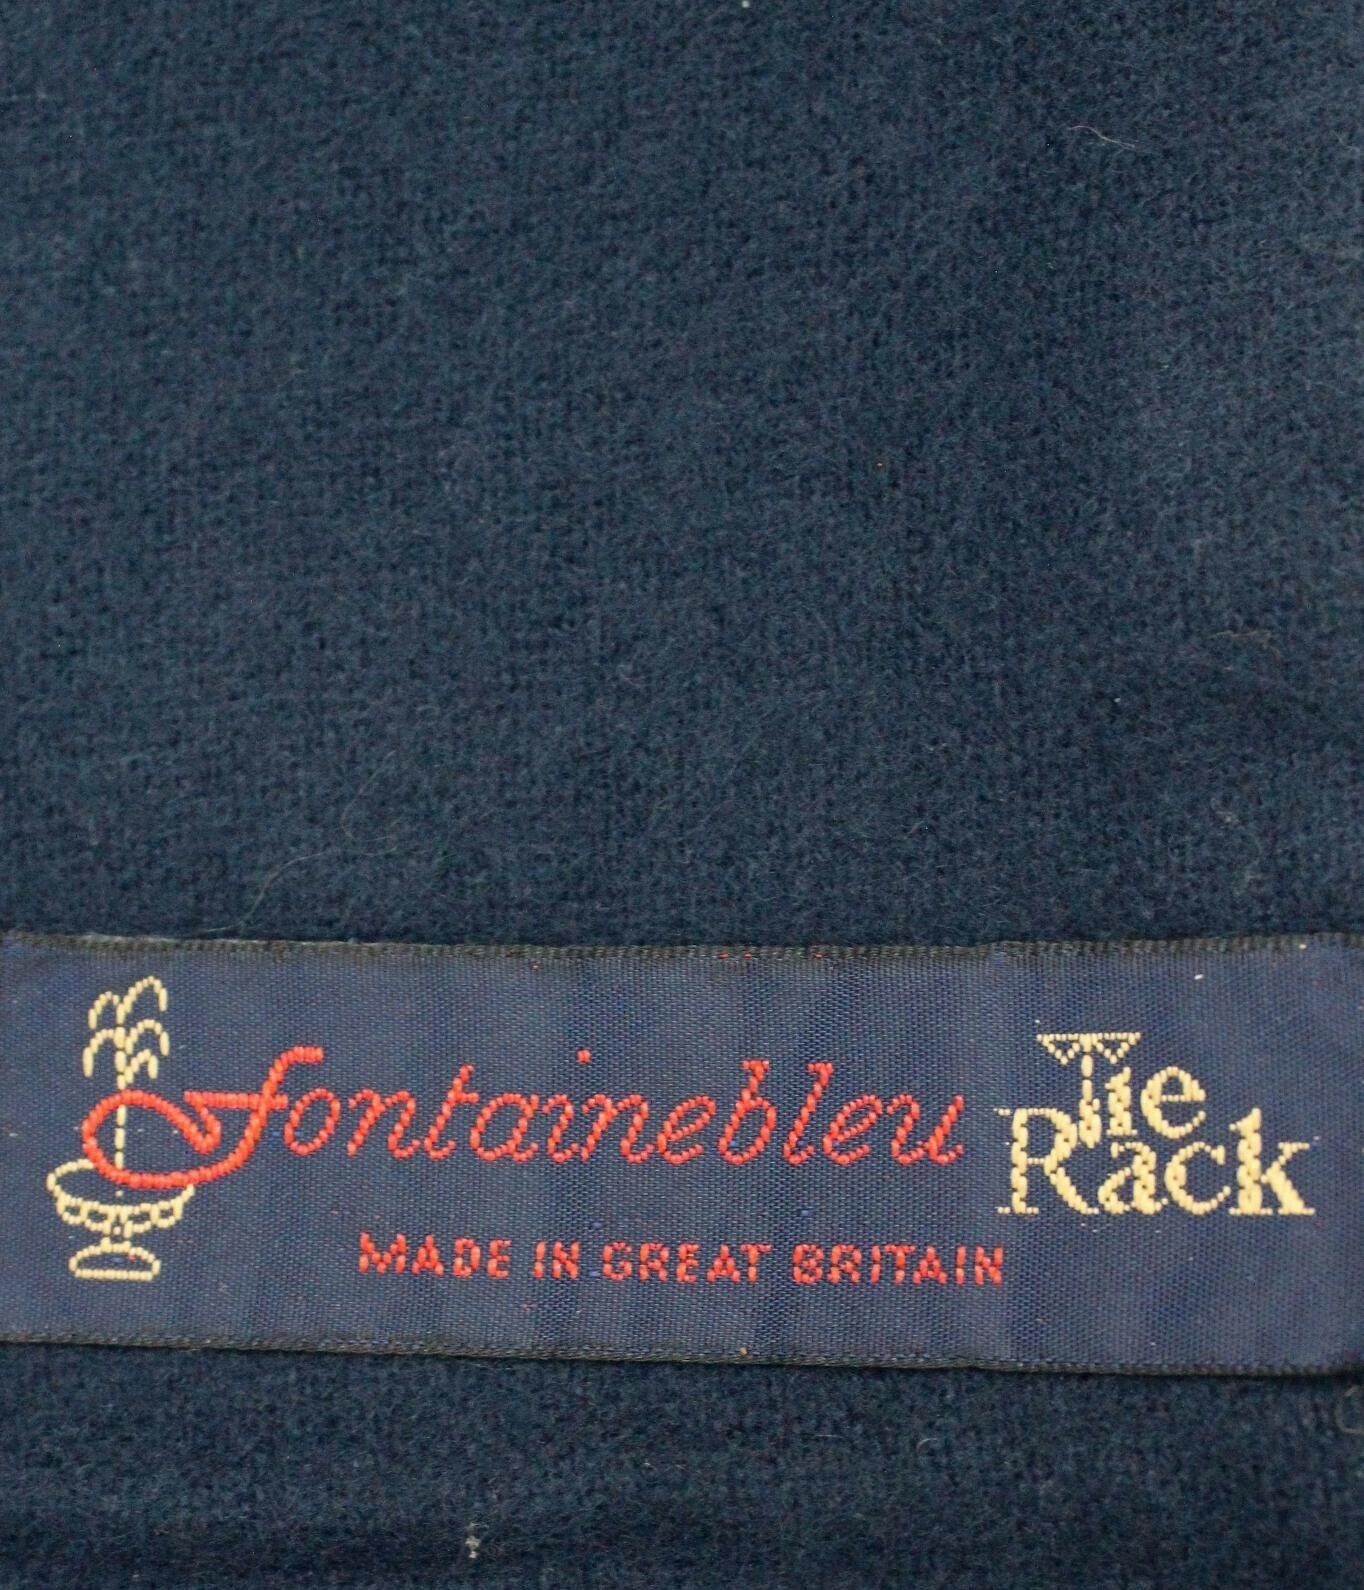 fontainebleu
Tie
Rack
MADE IN GREAT BRITAIN